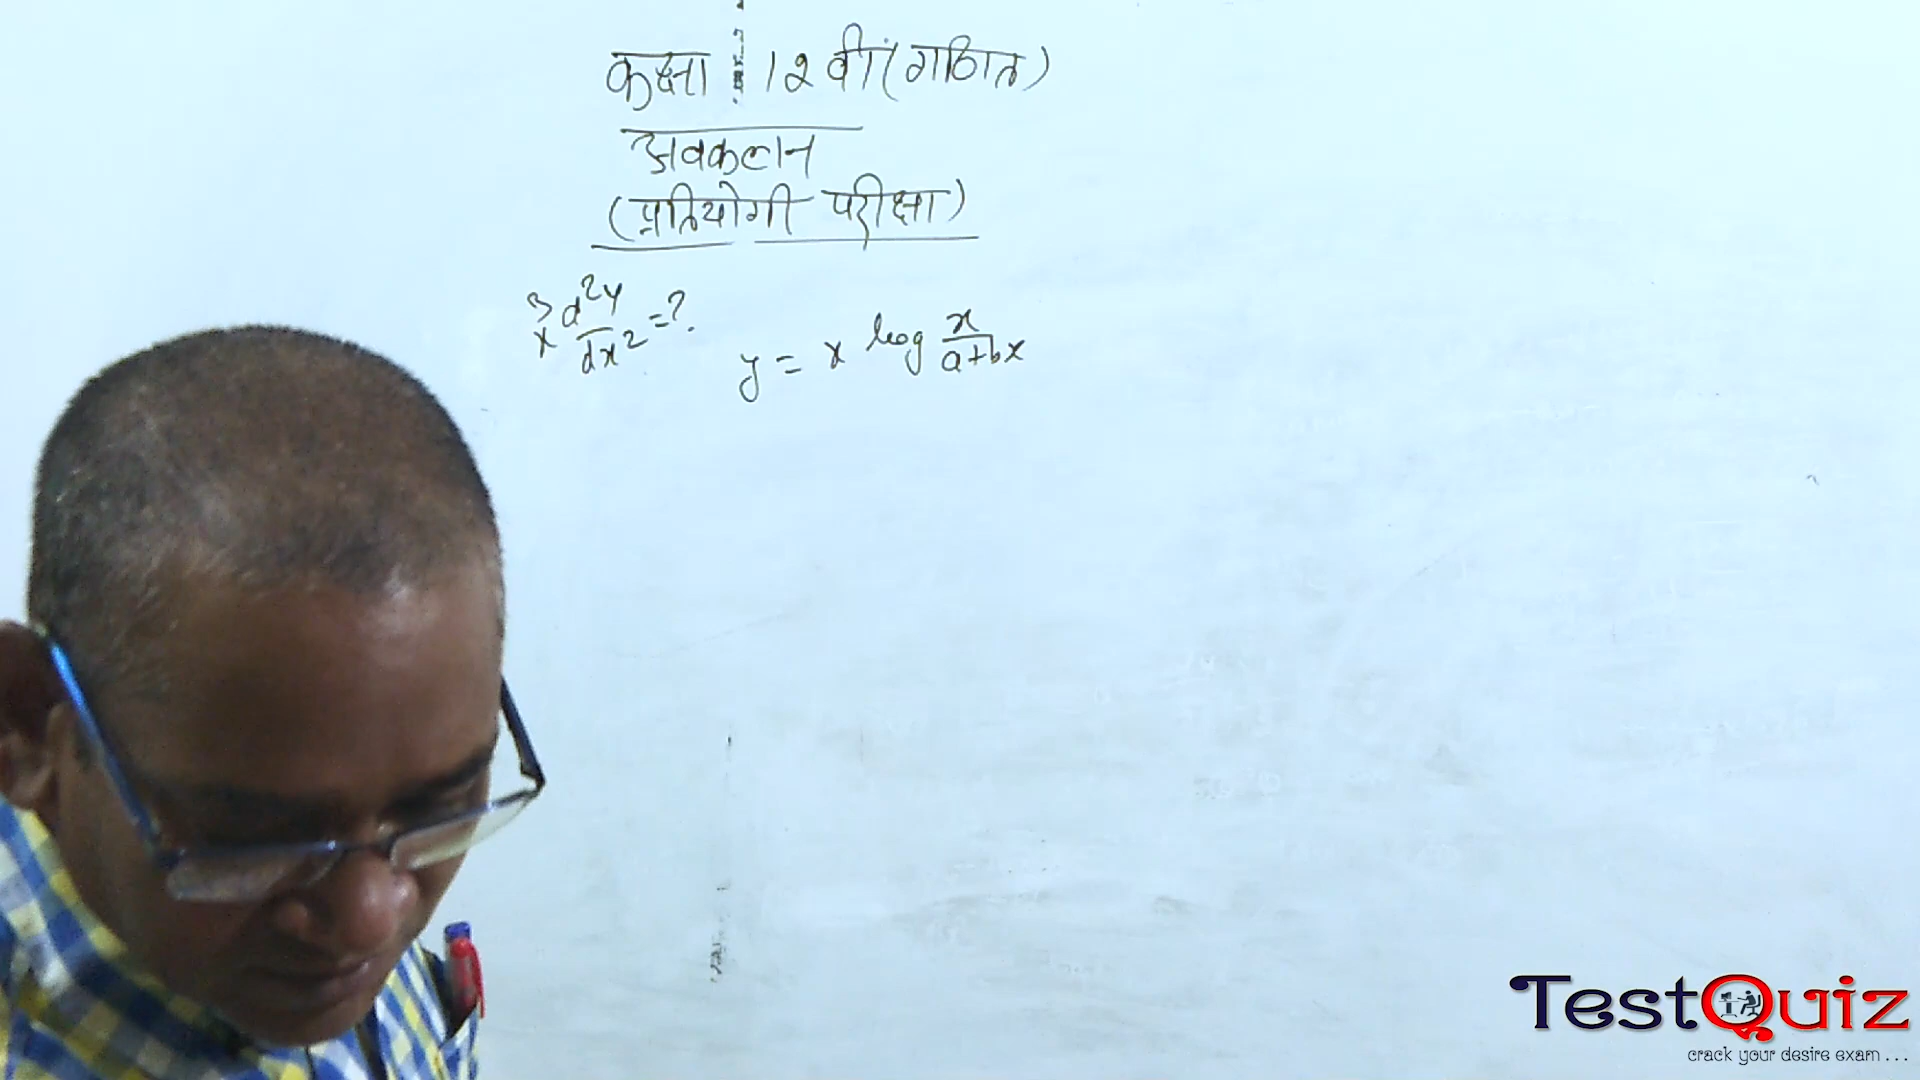 कक्षा 12 वीं (गणित)
अवकलन
(प्रतियोगी परीक्षा)
x³ d²y/dx² = ?
y = x log x/a+bx
TestQuiz
crack your desire exam ...